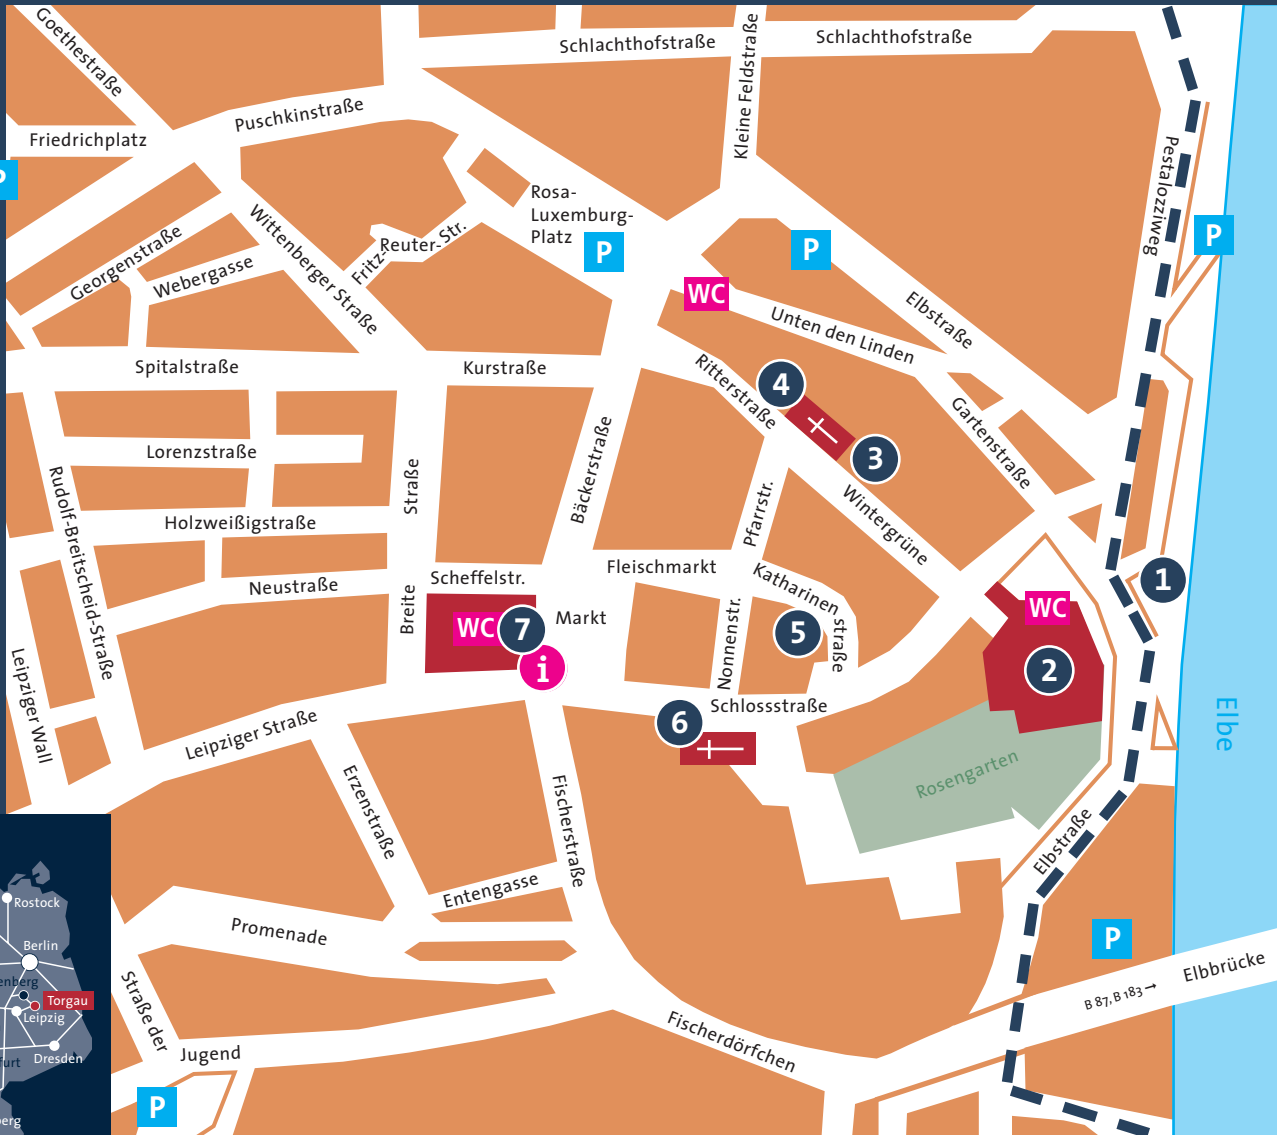 Goethestraße
Schlachthofstraße
Schlachthofstraße
Kleine Feldstraße
Puschkinstraße
Friedrichplatz
P
Pestalozziweg
Rosa-
Luxemburg-
Platz
P
P
P
Wittenberger Straße
Fritz-Reuter-Str.
Georgenstraße
Webergasse
WC
Unten den Linden
Elbstraße
Spitalstraße
Kurstraße
Ritterstraße
4
3
Gartenstraße
Lorenzstraße
Bäckerstraße
Breite Straße
Rudolf-Breitscheid-Straße
Holzweißigstraße
Pfarrstr.
Wintergrüne
Neustraße
Scheffelstr.
Fleischmarkt
Katharinenstraße
1
WC
7
Markt
i
Nonnenstr.
5
WC
2
Leipziger Wall
Leipziger Straße
Schlossstraße
6
Elbe
Rosengarten
Erzenstraße
Fischerstraße
Elbstraße
Entengasse
Promenade
P
Elbbrücke
B 87, B 183
Straße der Jugend
Fischerdörfchen
P
Rostock
Berlin
enberg
Torgau
Leipzig
furt
Dresden
berg